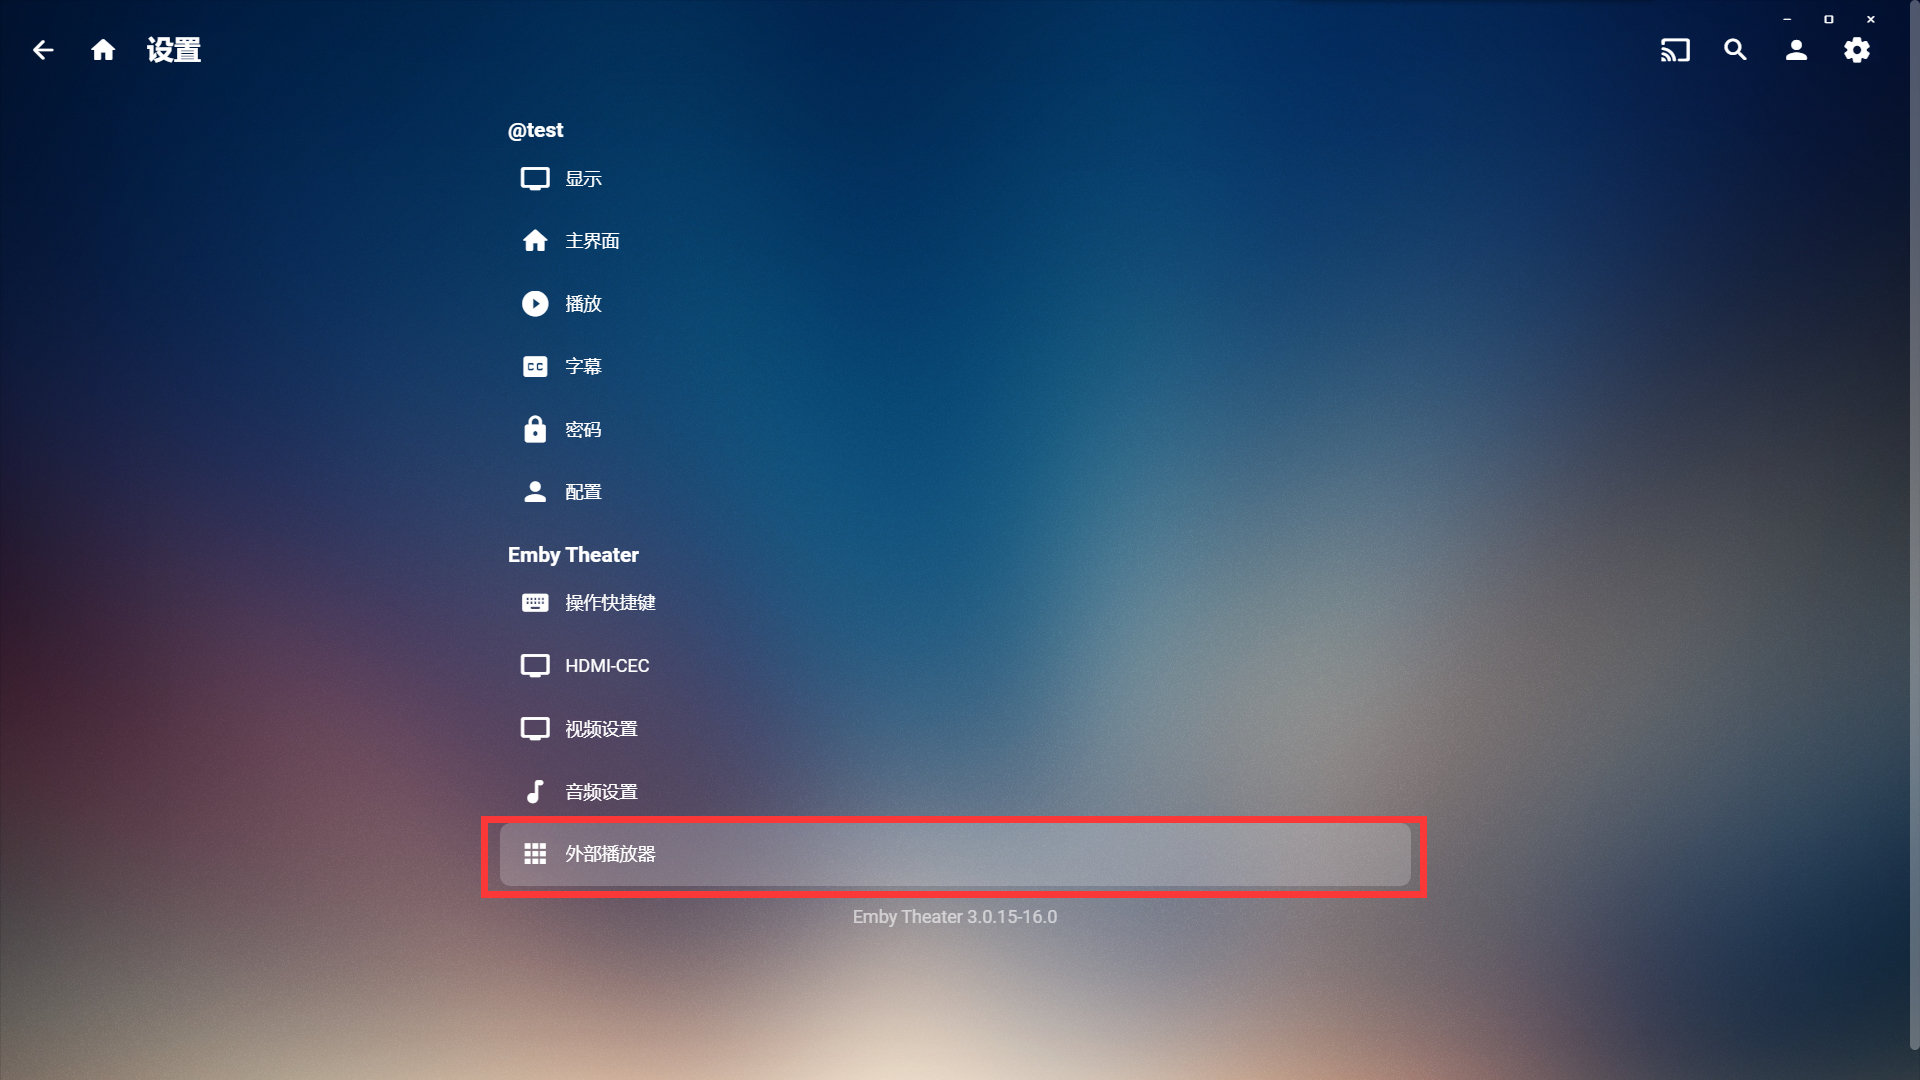 设置
@test
显示
主界面
播放
CC 字幕
密码
配置
Emby Theater
操作快捷键
HDMI-CEC
视频设置
音频设置
外部播放器
Emby Theater 3.0.15-16.0